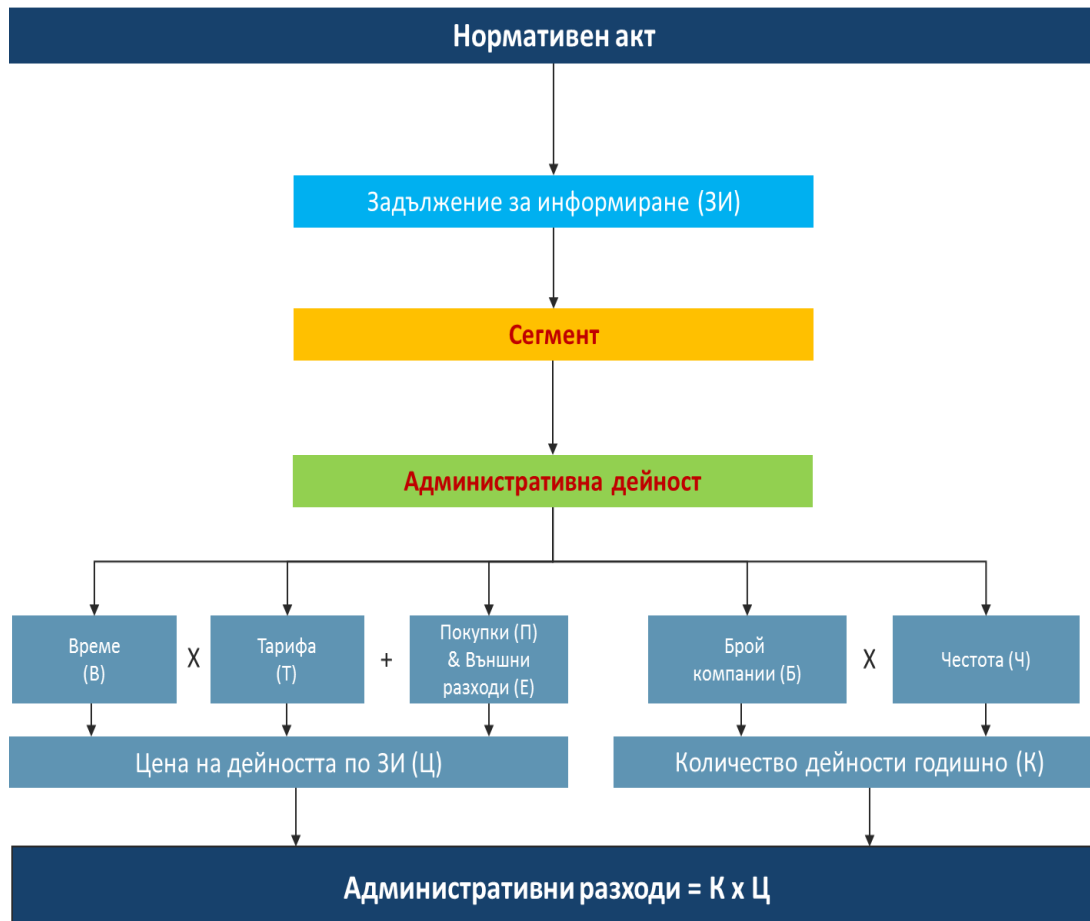 Нормативен акт
Задължение за информиране (ЗИ)
Сегмент
Административна дейност
Време
(В)
X
Тарифа
(Т)
+
Покупки (П)
& Външни
разходи (Е)
Брой
компании (Б)
X
Честота (Ч)
Цена на дейността по ЗИ (Ц)
Количество дейности годишно (К)
Административни разходи = К х Ц